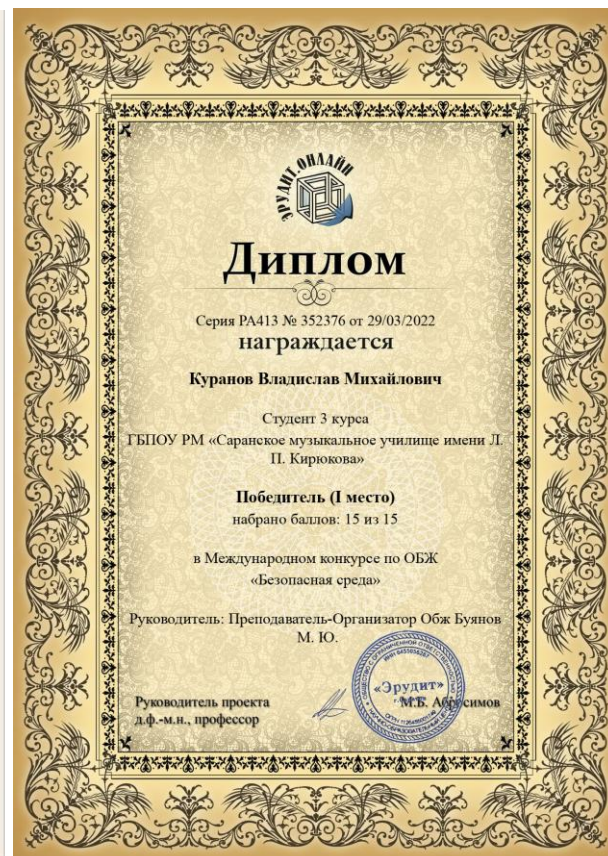 ЭРУДИТ.ОНЛАЙН
Диплом
Серия РА413 № 352376 от 29/03/2022
награждается
Куранов Владислав Михайлович
Студент 3 курса
ГБПОУ РМ «Саранское музыкальное училище имени Л.
П. Кирюкова»
Победитель (I место)
набрано баллов: 15 из 15
в Международном конкурсе по ОБЖ
«Безопасная среда»
Руководитель: Преподаватель-Организатор Обж Буянов
М. Ю.
«Эрудит»
Руководитель проекта
М.Б. Абросимов
д.ф.-м.н., профессор